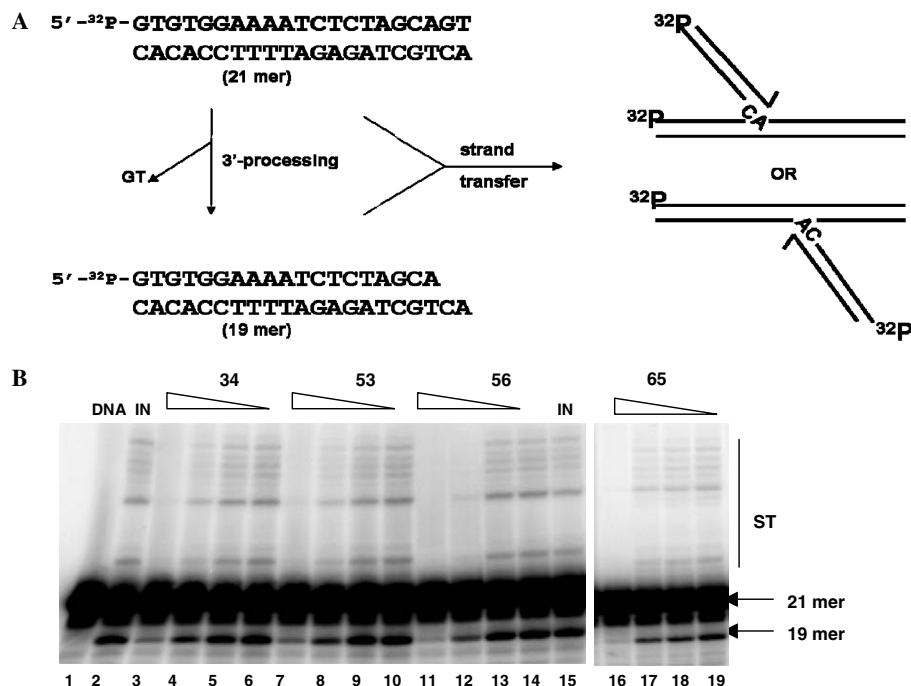 A
5′-³²P-GTGTGGAAAATCTCTAGCAGT
CACACCTTTTAGAGATCGTCA
(21 mer)
GT
3'-processing
strand
transfer
5′-³²P-GTGTGGAAAATCTCTAGCA
CACACCTTTTAGAGATCGTCA
(19 mer)
³²P
³²P
CA
OR
³²P
AC
³²P
B
34 53 56 65
DNA IN IN
ST
21 mer
19 mer
1 2 3 4 5 6 7 8 9 10 11 12 13 14 15 16 17 18 19